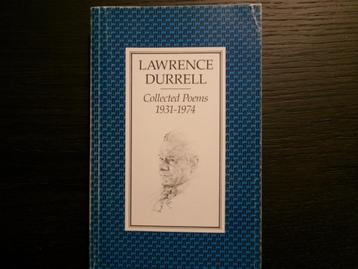 LAWRENCE
DURRELL
Collected Poems
1931-1974